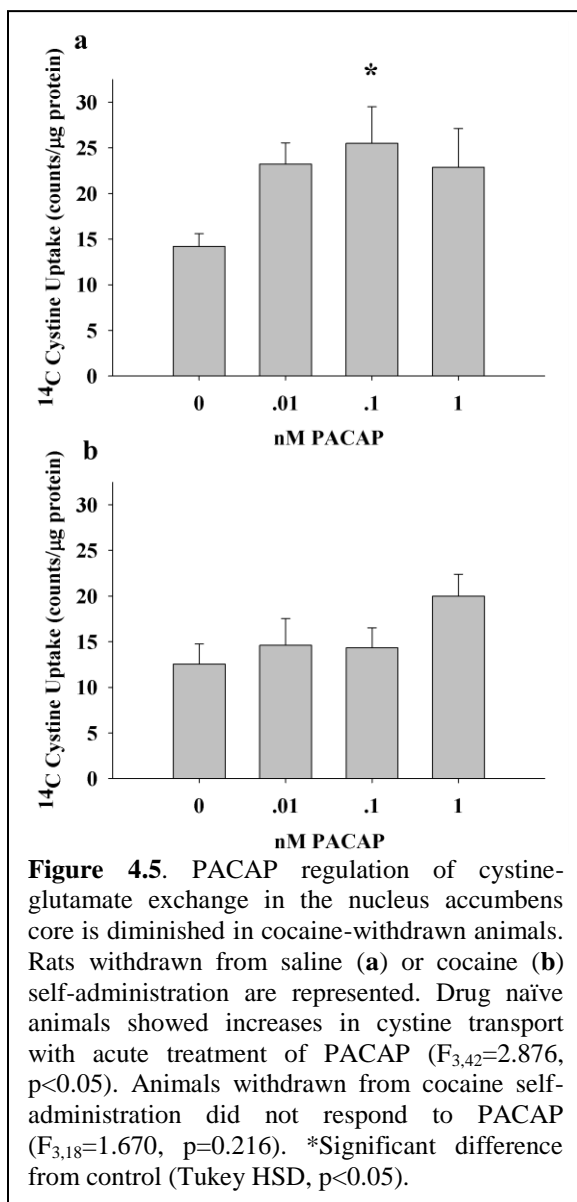 a
*
30
25
20
15
10
5
0
¹⁴C Cystine Uptake (counts/µg protein)
0 .01 .1 1
nM PACAP
b
30
25
20
15
10
5
0
¹⁴C Cystine Uptake (counts/µg protein)
0 .01 .1 1
nM PACAP
Figure 4.5. PACAP regulation of cystine-
glutamate exchange in the nucleus accumbens
core is diminished in cocaine-withdrawn animals.
Rats withdrawn from saline (a) or cocaine (b)
self-administration are represented. Drug naïve
animals showed increases in cystine transport
with acute treatment of PACAP (F3,42=2.876,
p<0.05). Animals withdrawn from cocaine self-
administration did not respond to PACAP
(F3,18=1.670, p=0.216). *Significant difference
from control (Tukey HSD, p<0.05).